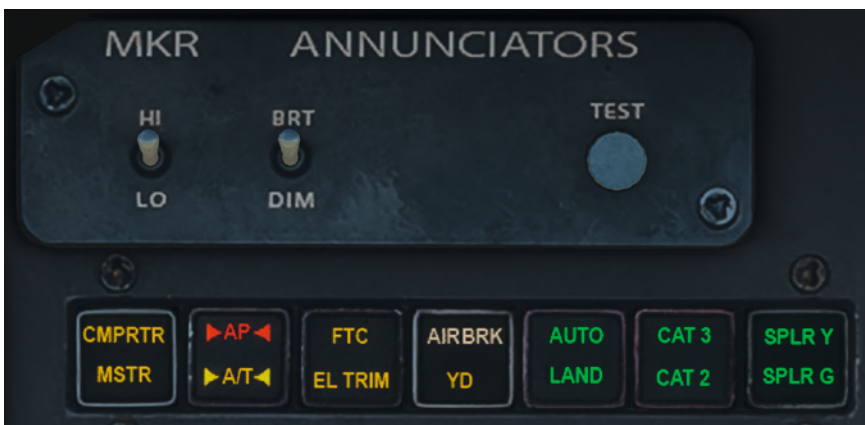 MKR ANNUNCIATORS
HI BRT TEST
LO DIM
CMPRTR ▶AP◀ FTC AIRBRK AUTO CAT 3 SPLR Y
MSTR ▶A/T◀ EL TRIM YD LAND CAT 2 SPLR G